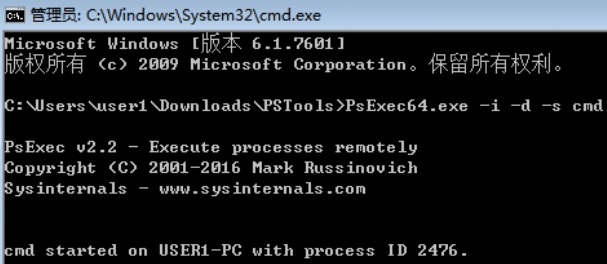 管理员: C:\Windows\System32\cmd.exe
Microsoft Windows [版本 6.1.7601]
版权所有 (c) 2009 Microsoft Corporation。保留所有权利。
C:\Users\user1\Downloads\PSTools>PsExec64.exe -i -d -s cmd
PsExec v2.2 - Execute processes remotely
Copyright (C) 2001-2016 Mark Russinovich
Sysinternals - www.sysinternals.com
cmd started on USER1-PC with process ID 2476.